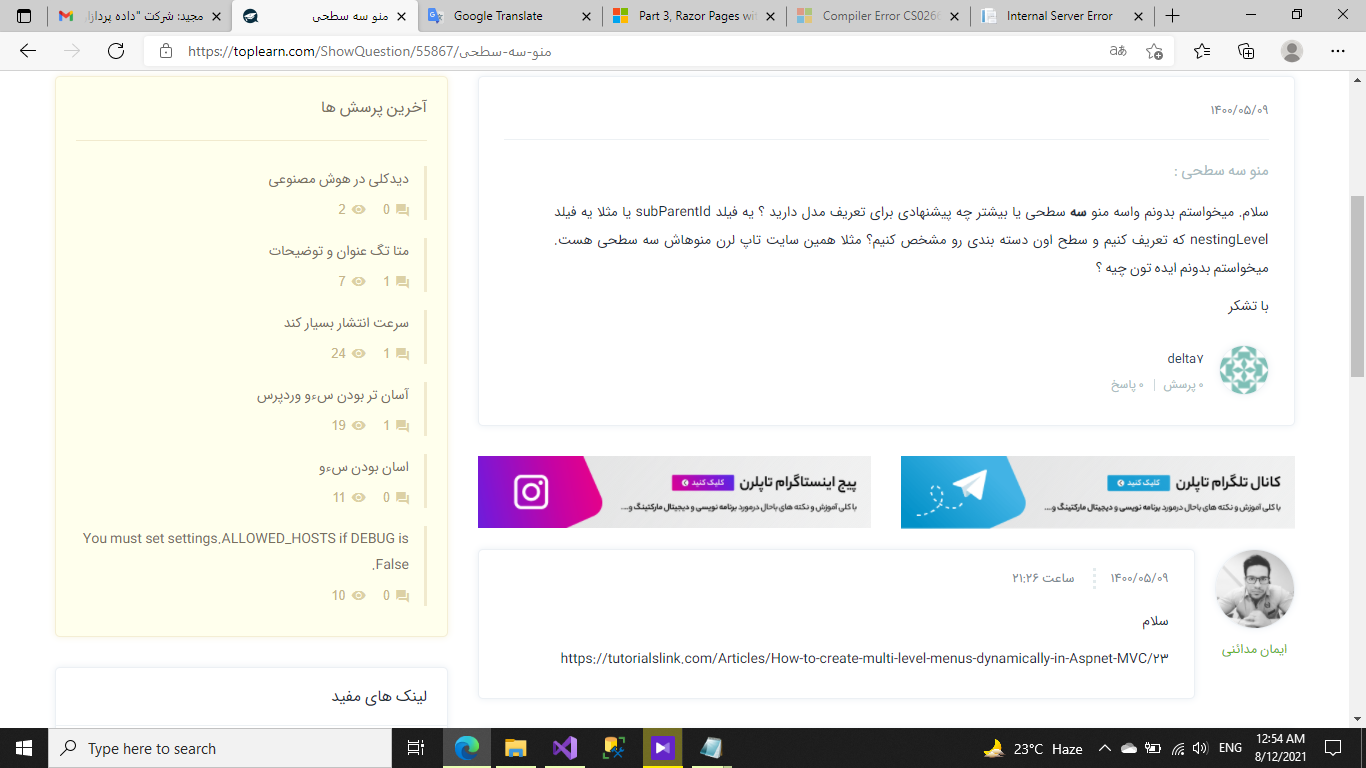 مجید: شرکت "داده پرداز
منو سه سطحی
Google Translate
Part 3, Razor Pages wi
Compiler Error CS026
Internal Server Error
https://toplearn.com/ShowQuestion/55867/منو-سه-سطحی
۱۴۰۰/۰۵/۰۹
منو سه سطحی :
سلام. میخواستم بدونم واسه منو سه سطحی یا بیشتر چه پیشنهادی برای تعریف مدل دارید ؟ یه فیلد subParentId یا مثلا یه فیلد
nestingLevel که تعریف کنیم و سطح اون دسته بندی رو مشخص کنیم؟ مثلا همین سایت تاپ لرن منوهاش سه سطحی هست.
میخواستم بدونم ایده تون چیه ؟
با تشکر
delta۷
۰ پرسش | ۰ پاسخ
کانال تلگرام تاپلرن کلیک کنید
با کلی آموزش و نکته های باحال درمورد برنامه نویسی و دیجیتال مارکتینگ و....
پیج اینستاگرام تاپلرن کلیک کنید
با کلی آموزش و نکته های باحال درمورد برنامه نویسی و دیجیتال مارکتینگ و....
ایمان مدائنی
۱۴۰۰/۰۵/۰۹ ساعت ۲۱:۲۶
سلام
https://tutorialslink.com/Articles/How-to-create-multi-level-menus-dynamically-in-Aspnet-MVC/۲۳
آخرین پرسش ها
دیدکلی در هوش مصنوعی
0 2
متا تگ عنوان و توضیحات
1 7
سرعت انتشار بسیار کند
1 24
آسان تر بودن سءو وردپرس
1 19
اسان بودن سءو
0 11
You must set settings.ALLOWED_HOSTS if DEBUG is
False.
0 10
لینک های مفید
Type here to search
23°C Haze
ENG
12:54 AM
8/12/2021